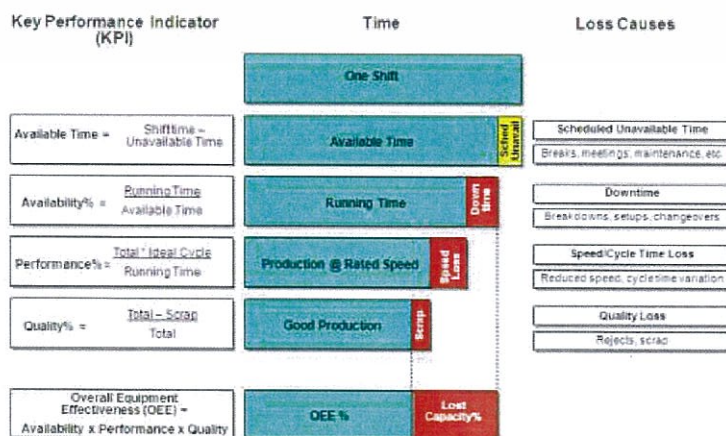 Key Performance Indicator
(KPI)
Time
Loss Causes
One Shift
Available Time =
Shift time –
Unavailable Time
Available Time
Sched
Unavail
Scheduled Unavailable Time
Breaks, meetings, maintenance, etc.
Availability% =
Running Time
Available Time
Running Time
Down
time
Downtime
Breakdowns, setups, changeovers
Performance% =
Total * Ideal Cycle
Running Time
Production @ Rated Speed
Speed
Loss
Speed/Cycle Time Loss
Reduced speed, cycle time variation
Quality% =
Total – Scrap
Total
Good Production
Scrap
Quality Loss
Rejects, scrap
Overall Equipment
Effectiveness (OEE) =
Availability x Performance x Quality
OEE %
Lost
Capacity%